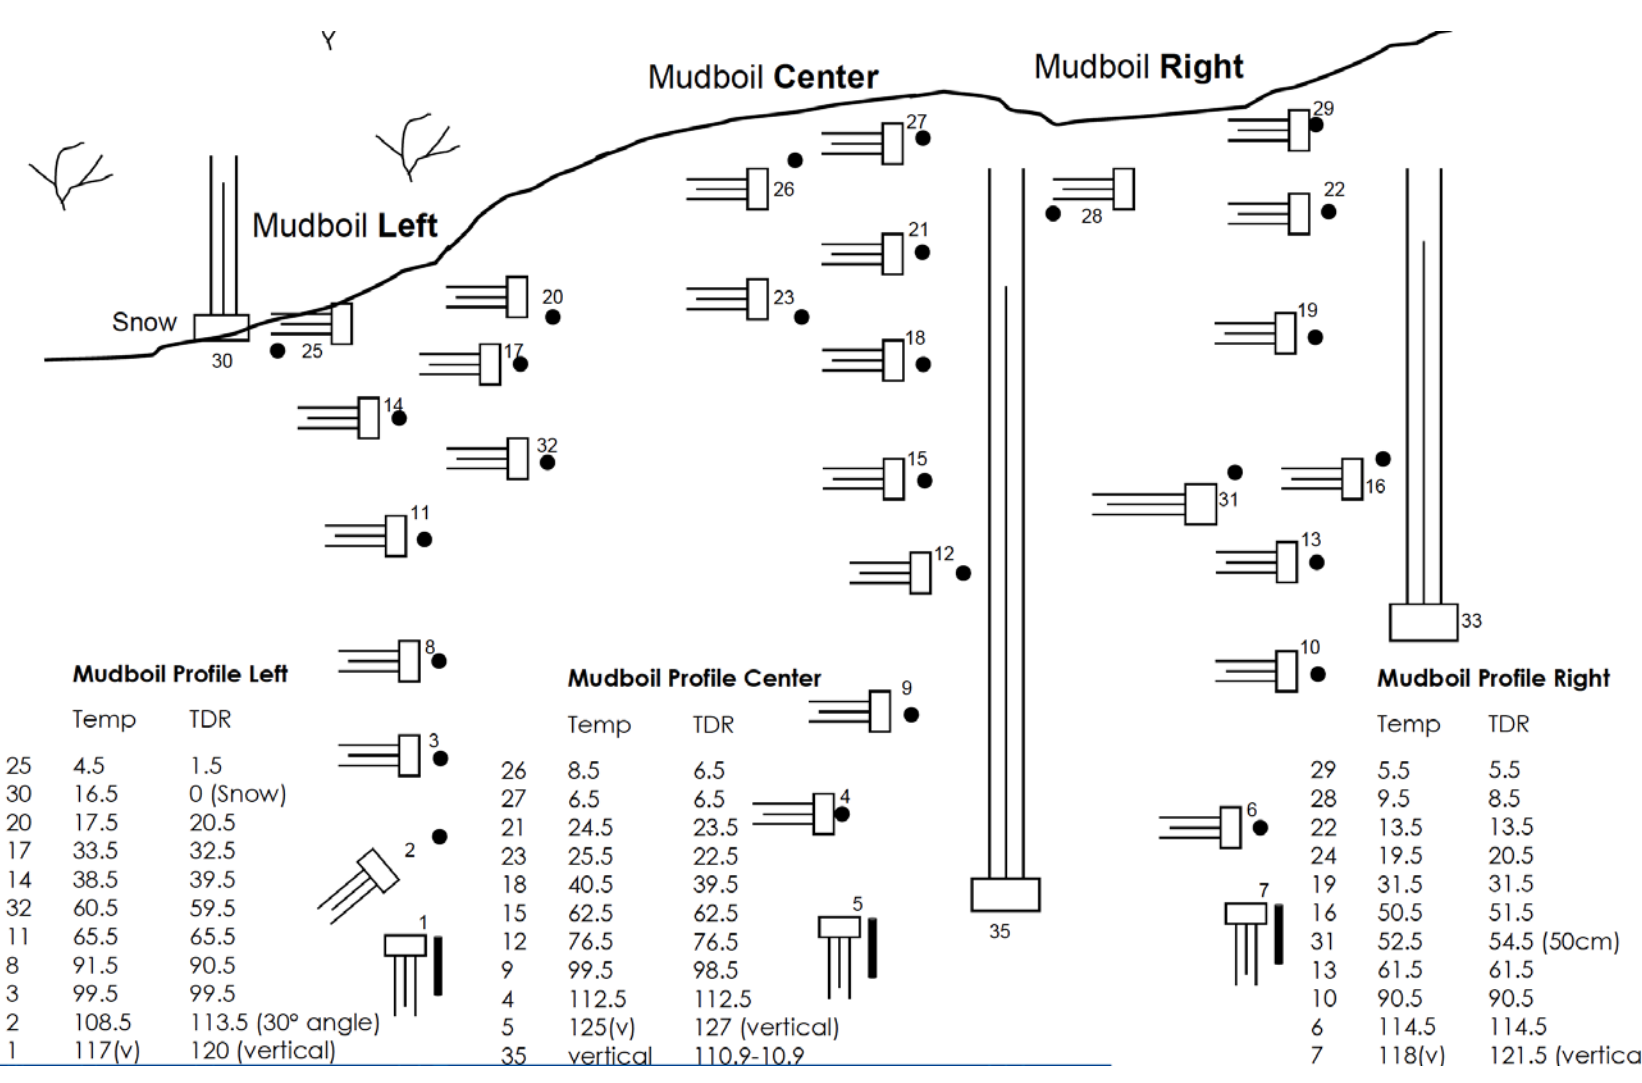 Mudboil Center
Mudboil Right
Mudboil Left
Snow
27
29
26
28
22
21
20
23
19
30
25
17
18
14
32
15
16
31
11
12
13
33
8
10
9
3
4
6
2
7
1
5
35
Mudboil Profile Left
Temp TDR
25 4.5 1.5
30 16.5 0 (Snow)
20 17.5 20.5
17 33.5 32.5
14 38.5 39.5
32 60.5 59.5
11 65.5 65.5
8 91.5 90.5
3 99.5 99.5
2 108.5 113.5 (30° angle)
1 117(v) 120 (vertical)
Mudboil Profile Center
Temp TDR
26 8.5 6.5
27 6.5 6.5
21 24.5 23.5
23 25.5 22.5
18 40.5 39.5
15 62.5 62.5
12 76.5 76.5
9 99.5 98.5
4 112.5 112.5
5 125(v) 127 (vertical)
35 vertical 110.9-10.9
Mudboil Profile Right
Temp TDR
29 5.5 5.5
28 9.5 8.5
22 13.5 13.5
24 19.5 20.5
19 31.5 31.5
16 50.5 51.5
31 52.5 54.5 (50cm)
13 61.5 61.5
10 90.5 90.5
6 114.5 114.5
7 118(v) 121.5 (vertica